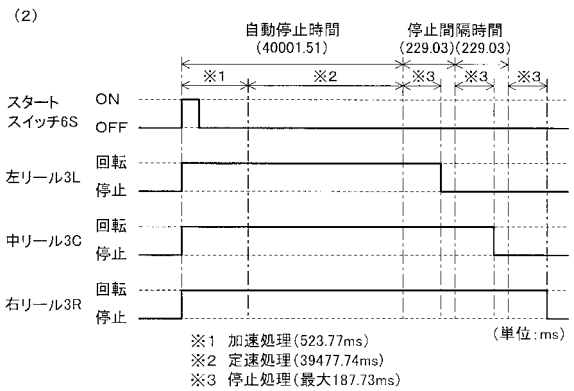 (2)
自動停止時間 停止間隔時間
(40001.51) (229.03)(229.03)
※1 ※2 ※3 ※3 ※3
スタート
スイッチ6S
ON
OFF
左リール3L
回転
停止
中リール3C
回転
停止
右リール3R
回転
停止
(単位:ms)
※1 加速処理(523.77ms)
※2 定速処理(39477.74ms)
※3 停止処理(最大187.73ms)